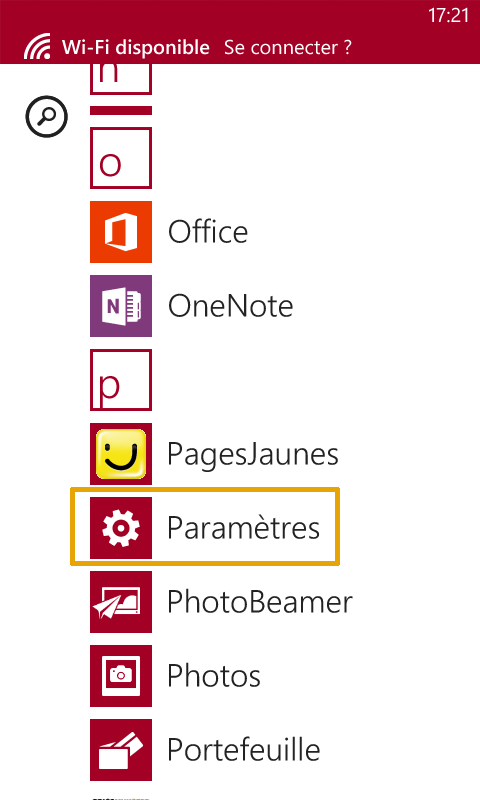 17:21
Wi-Fi disponible Se connecter ?
n
o
Office
N OneNote
p
PagesJaunes
Paramètres
PhotoBeamer
Photos
Portefeuille